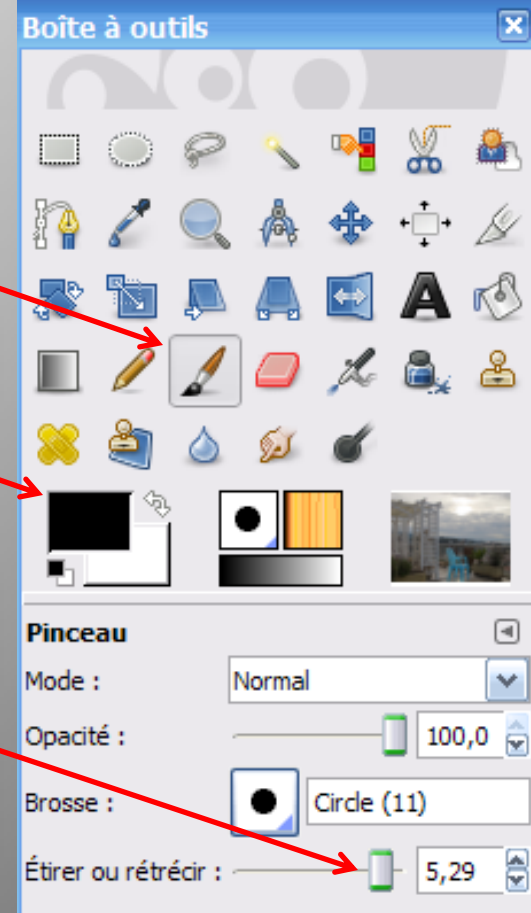 Boîte à outils
Pinceau
Mode : Normal
Opacité : 100,0
Brosse : Circle (11)
Étirer ou rétrécir : 5,29